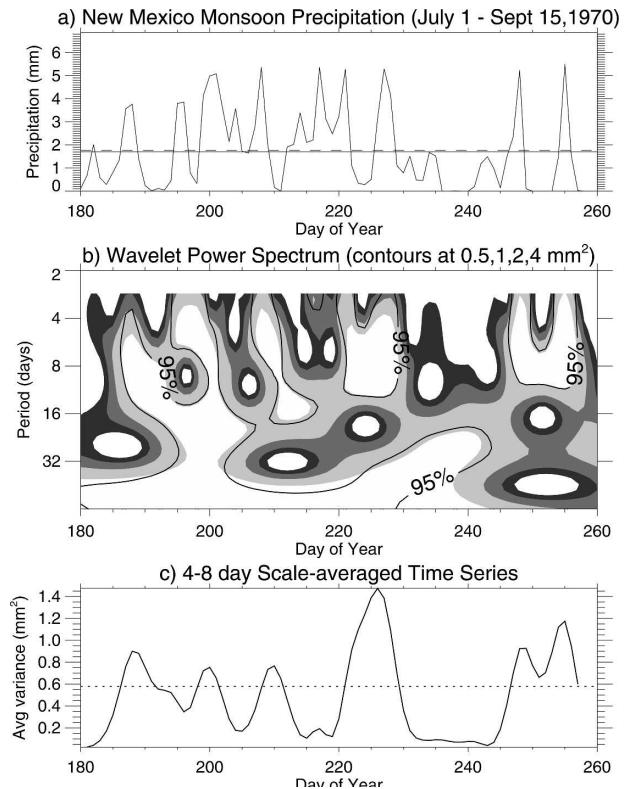 a) New Mexico Monsoon Precipitation (July 1 - Sept 15,1970)
Precipitation (mm)
6
5
4
3
2
1
0
180 200 220 240 260
Day of Year
b) Wavelet Power Spectrum (contours at 0.5,1,2,4 mm²)
Period (days)
2
4
8
16
32
95%
95%
95%
95%
180 200 220 240 260
Day of Year
c) 4-8 day Scale-averaged Time Series
Avg variance (mm²)
1.4
1.2
1.0
0.8
0.6
0.4
0.2
180 200 220 240 260
Day of Year